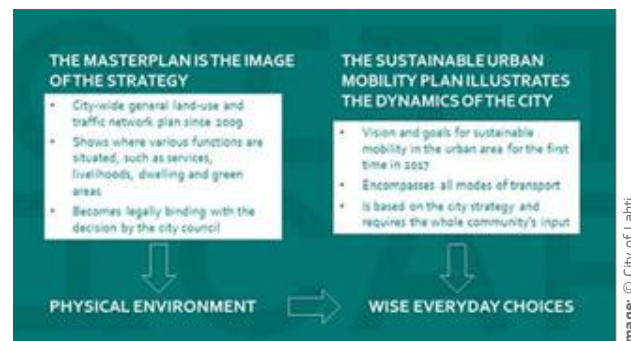 THE MASTERPLAN IS THE IMAGE
OF THE STRATEGY
• City-wide general land-use and
traffic network plan since 2009
• Shows where various functions are
situated, such as services,
livelihoods, dwelling and green
areas
• Becomes legally binding with the
decision by the city council
PHYSICAL ENVIRONMENT
THE SUSTAINABLE URBAN
MOBILITY PLAN ILLUSTRATES
THE DYNAMICS OF THE CITY
• Vision and goals for sustainable
mobility in the urban area for the first
time in 2017
• Encompasses all modes of transport
• Is based on the city strategy and
requires the whole community's input
WISE EVERYDAY CHOICES
© City of Lahti